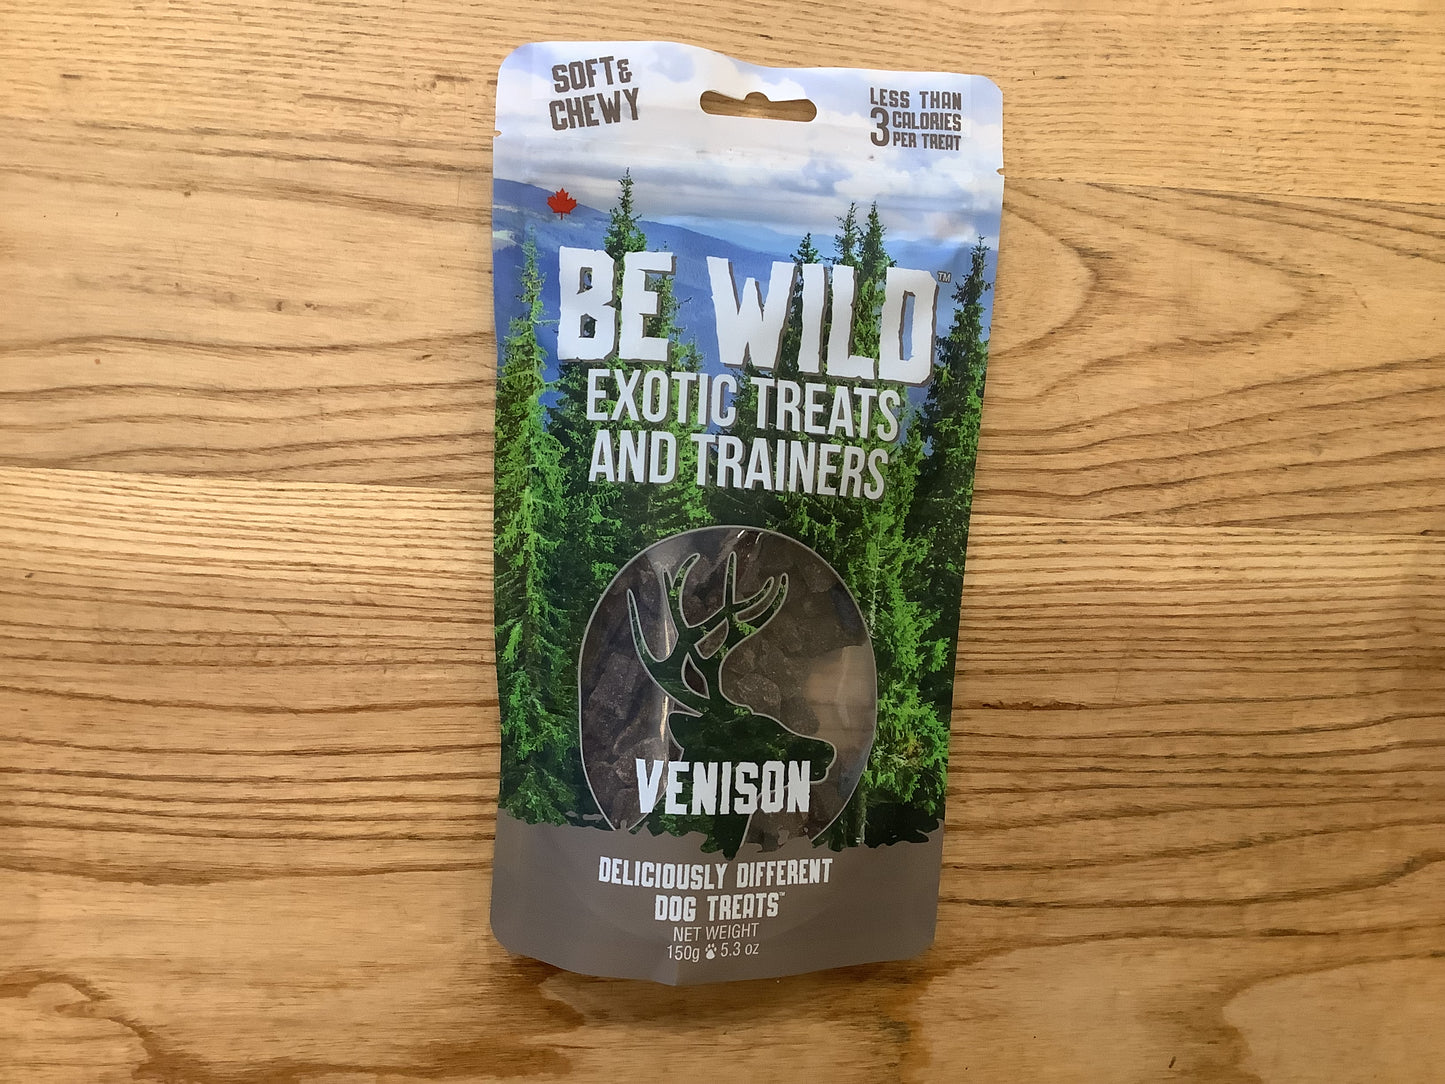 SOFT&
CHEWY
LESS THAN
3 CALORIES
PER TREAT
BE WILD™
EXOTIC TREATS
AND TRAINERS
VENISON
DELICIOUSLY DIFFERENT
DOG TREATS™
NET WEIGHT
150g 5.3 oz